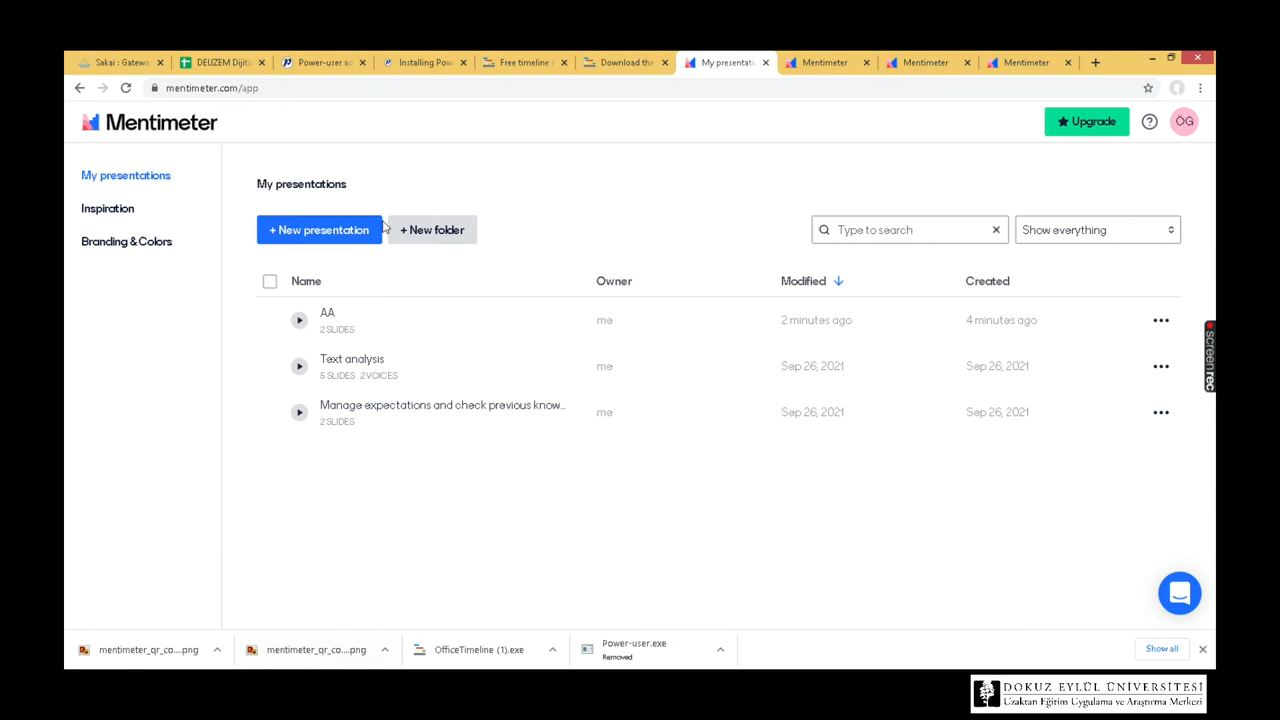 Sakai : Gatewa
DEUZEM Dijita
Power-user ad
Installing Pow
Free timeline m
Download the
My presentati
Mentimeter
Mentimeter
Mentimeter
mentimeter.com/app
Mentimeter
Upgrade
OG
My presentations
Inspiration
Branding & Colors
My presentations
+ New presentation
+ New folder
Type to search
Show everything
Name
Owner
Modified
Created
AA
2 SLIDES
me
2 minutes ago
4 minutes ago
Text analysis
5 SLIDES 2 VOICES
me
Sep 26, 2021
Sep 26, 2021
Manage expectations and check previous know...
2 SLIDES
me
Sep 26, 2021
Sep 26, 2021
screenrec
mentimeter_qr_co....png
mentimeter_qr_co....png
OfficeTimeline (1).exe
Power-user.exe
Removed
Show all
DOKUZ EYLÜL ÜNİVERSİTESİ
Uzaktan Eğitim Uygulama ve Araştırma Merkezi